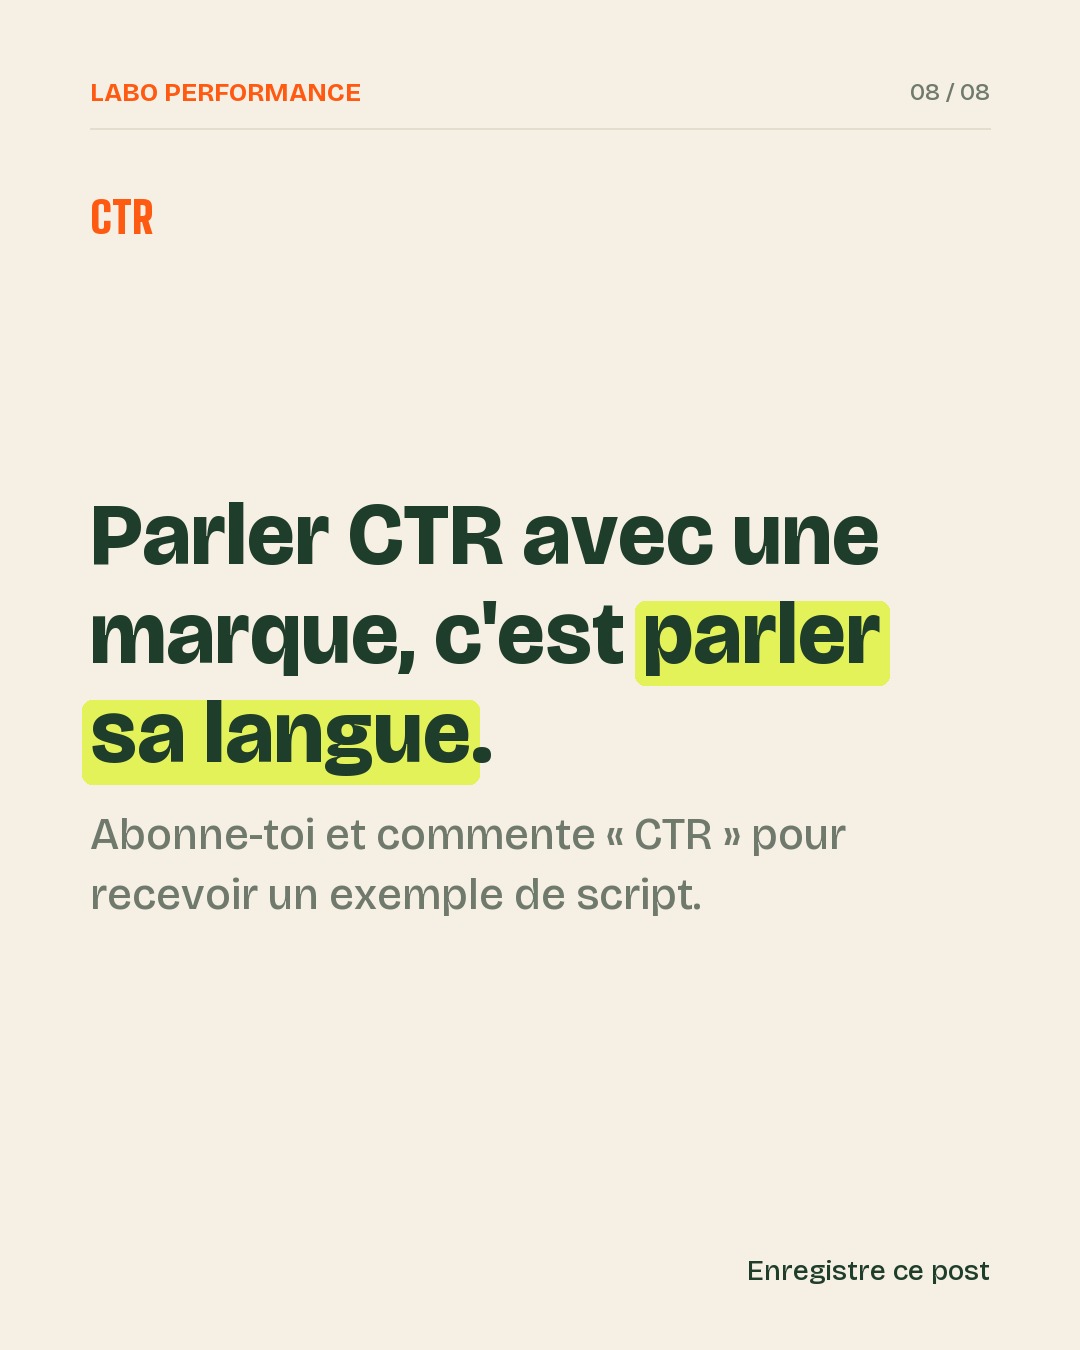 LABO PERFORMANCE
08 / 08
CTR
Parler CTR avec une
marque, c'est parler
sa langue.
Abonne-toi et commente « CTR » pour
recevoir un exemple de script.
Enregistre ce post